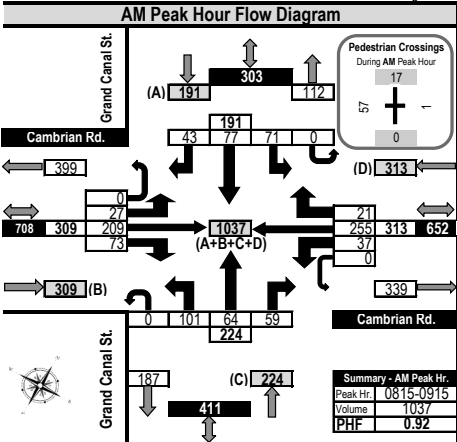 AM Peak Hour Flow Diagram
Grand Canal St.
Pedestrian Crossings
During AM Peak Hour
17
57
1
0
303
(A) 191
112
191
43 77 71 0
Cambrian Rd.
399
(D) 313
0
27
209
73
708 309
1037
(A+B+C+D)
21
255
37
0
313 652
309 (B)
339
0 101 64 59
224
Cambrian Rd.
Grand Canal St.
187
(C) 224
411
Summary - AM Peak Hr.
Peak Hr. 0815-0915
Volume 1037
PHF 0.92